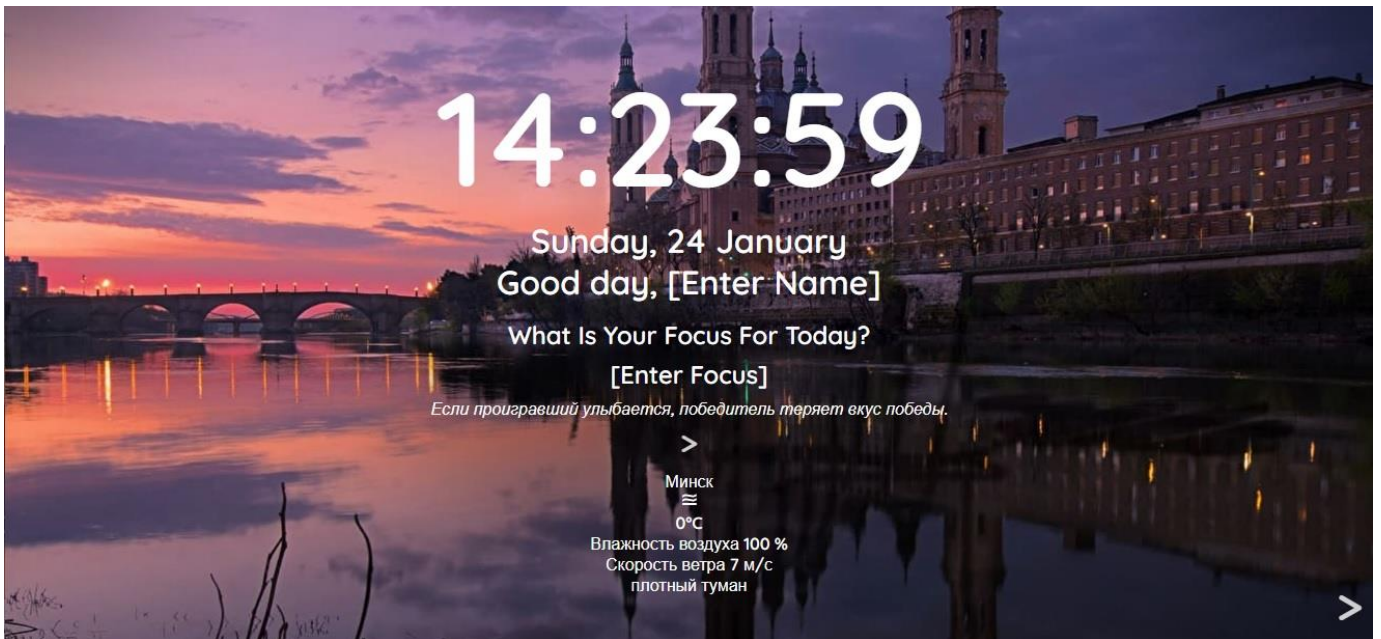 14:23:59
Sunday, 24 January
Good day, [Enter Name]
What Is Your Focus For Today?
[Enter Focus]
Если проигравший улыбается, победитель теряет вкус победы.
>
Минск
≋
0°C
Влажность воздуха 100 %
Скорость ветра 7 м/с
плотный туман
>